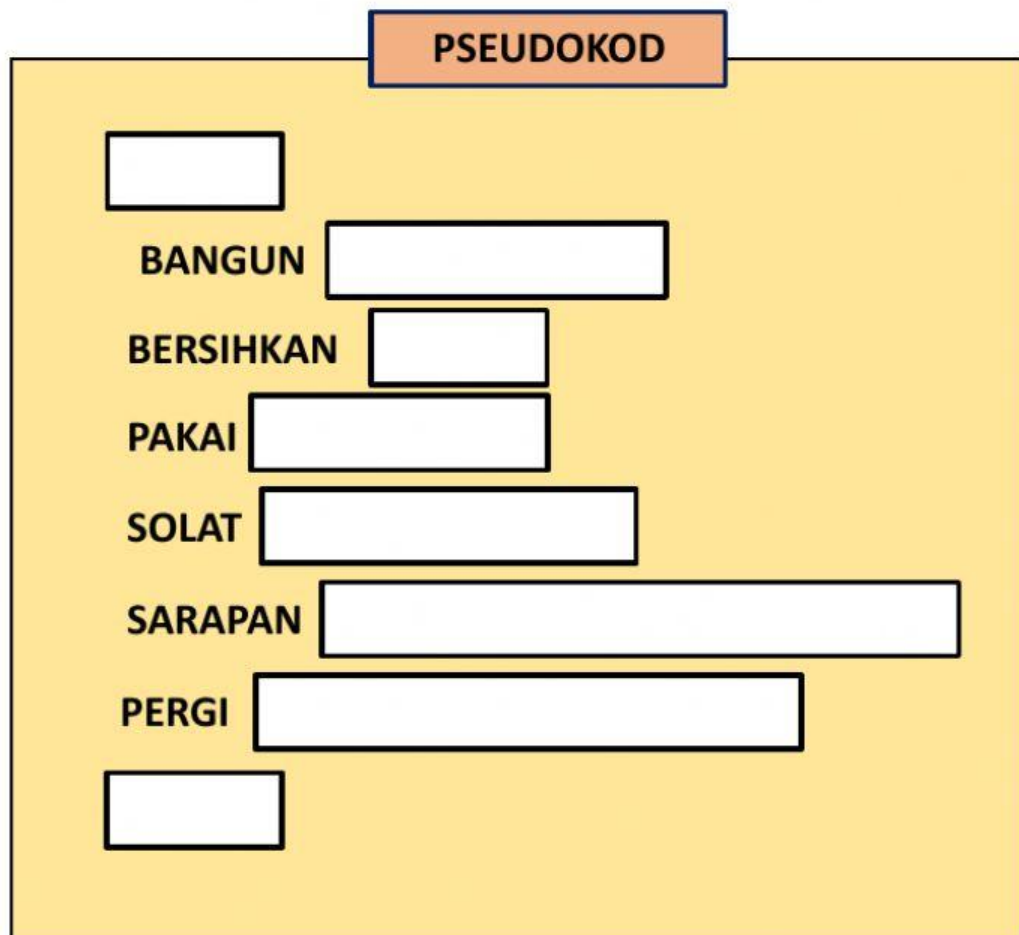 PSEUDOKOD
BANGUN
BERSIHKAN
PAKAI
SOLAT
SARAPAN
PERGI